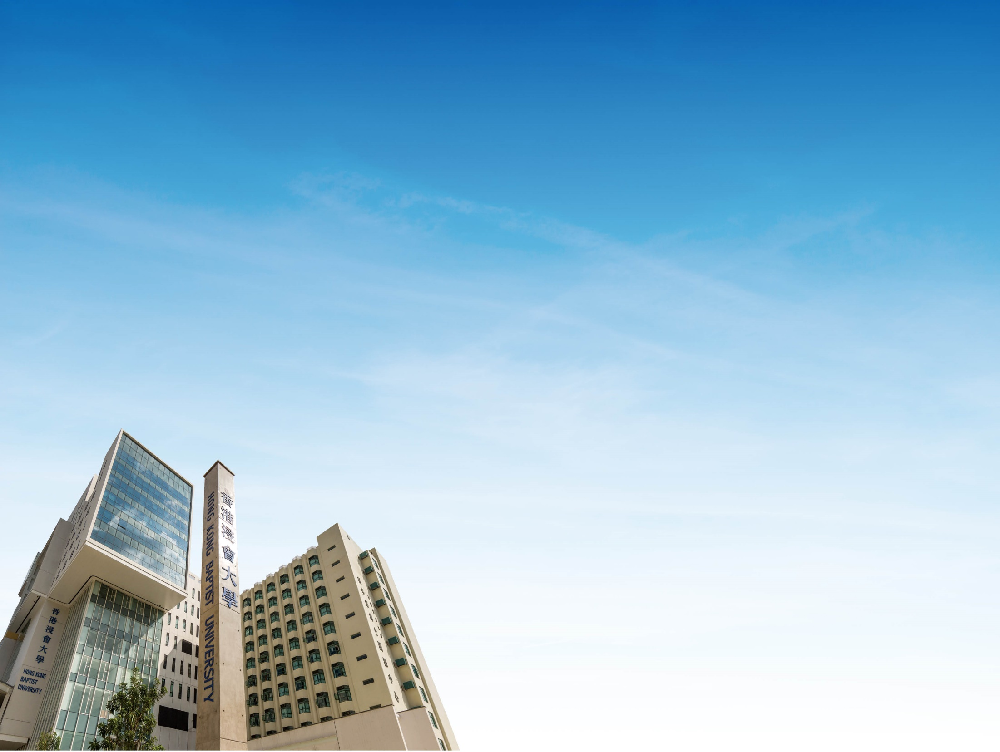 香港浸會大學
HONG KONG
BAPTIST
UNIVERSITY
香港浸會大學
HONG KONG BAPTIST UNIVERSITY